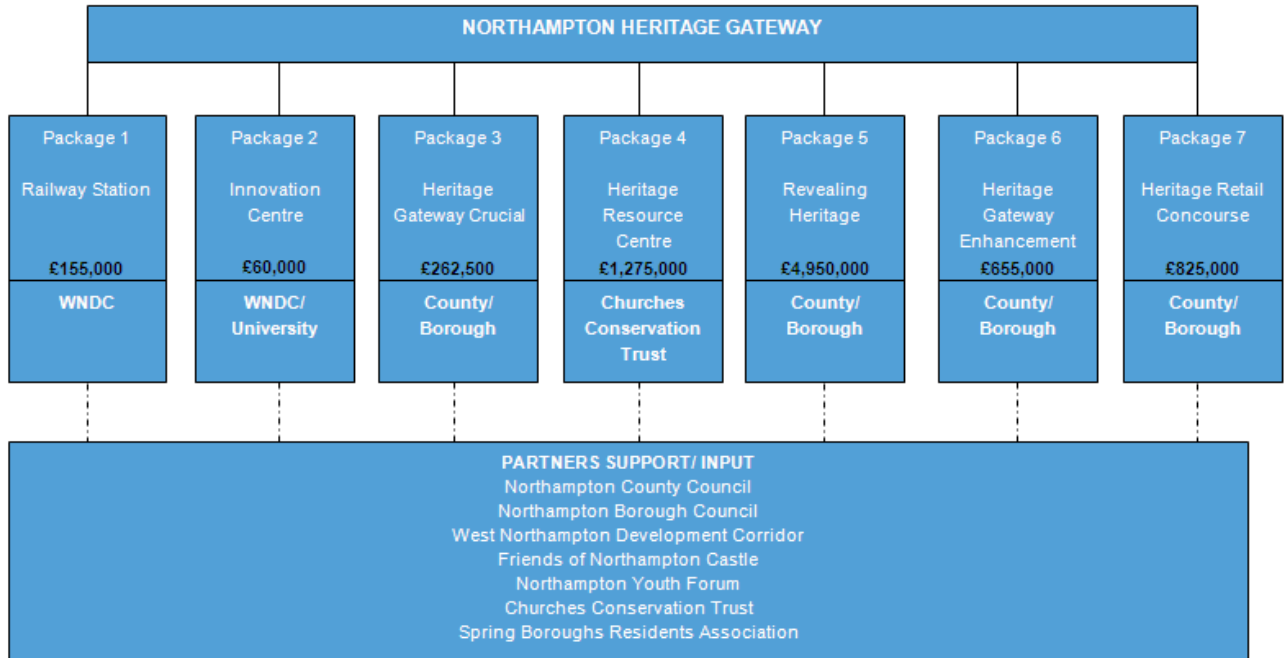 NORTHAMPTON HERITAGE GATEWAY
Package 1
Railway Station
£155,000
WNDC
Package 2
Innovation
Centre
£60,000
WNDC/
University
Package 3
Heritage
Gateway Crucial
£262,500
County/
Borough
Package 4
Heritage
Resource
Centre
£1,275,000
Churches
Conservation
Trust
Package 5
Revealing
Heritage
£4,950,000
County/
Borough
Package 6
Heritage
Gateway
Enhancement
£655,000
County/
Borough
Package 7
Heritage Retail
Concourse
£825,000
County/
Borough
PARTNERS SUPPORT/ INPUT
Northampton County Council
Northampton Borough Council
West Northampton Development Corridor
Friends of Northampton Castle
Northampton Youth Forum
Churches Conservation Trust
Spring Boroughs Residents Association